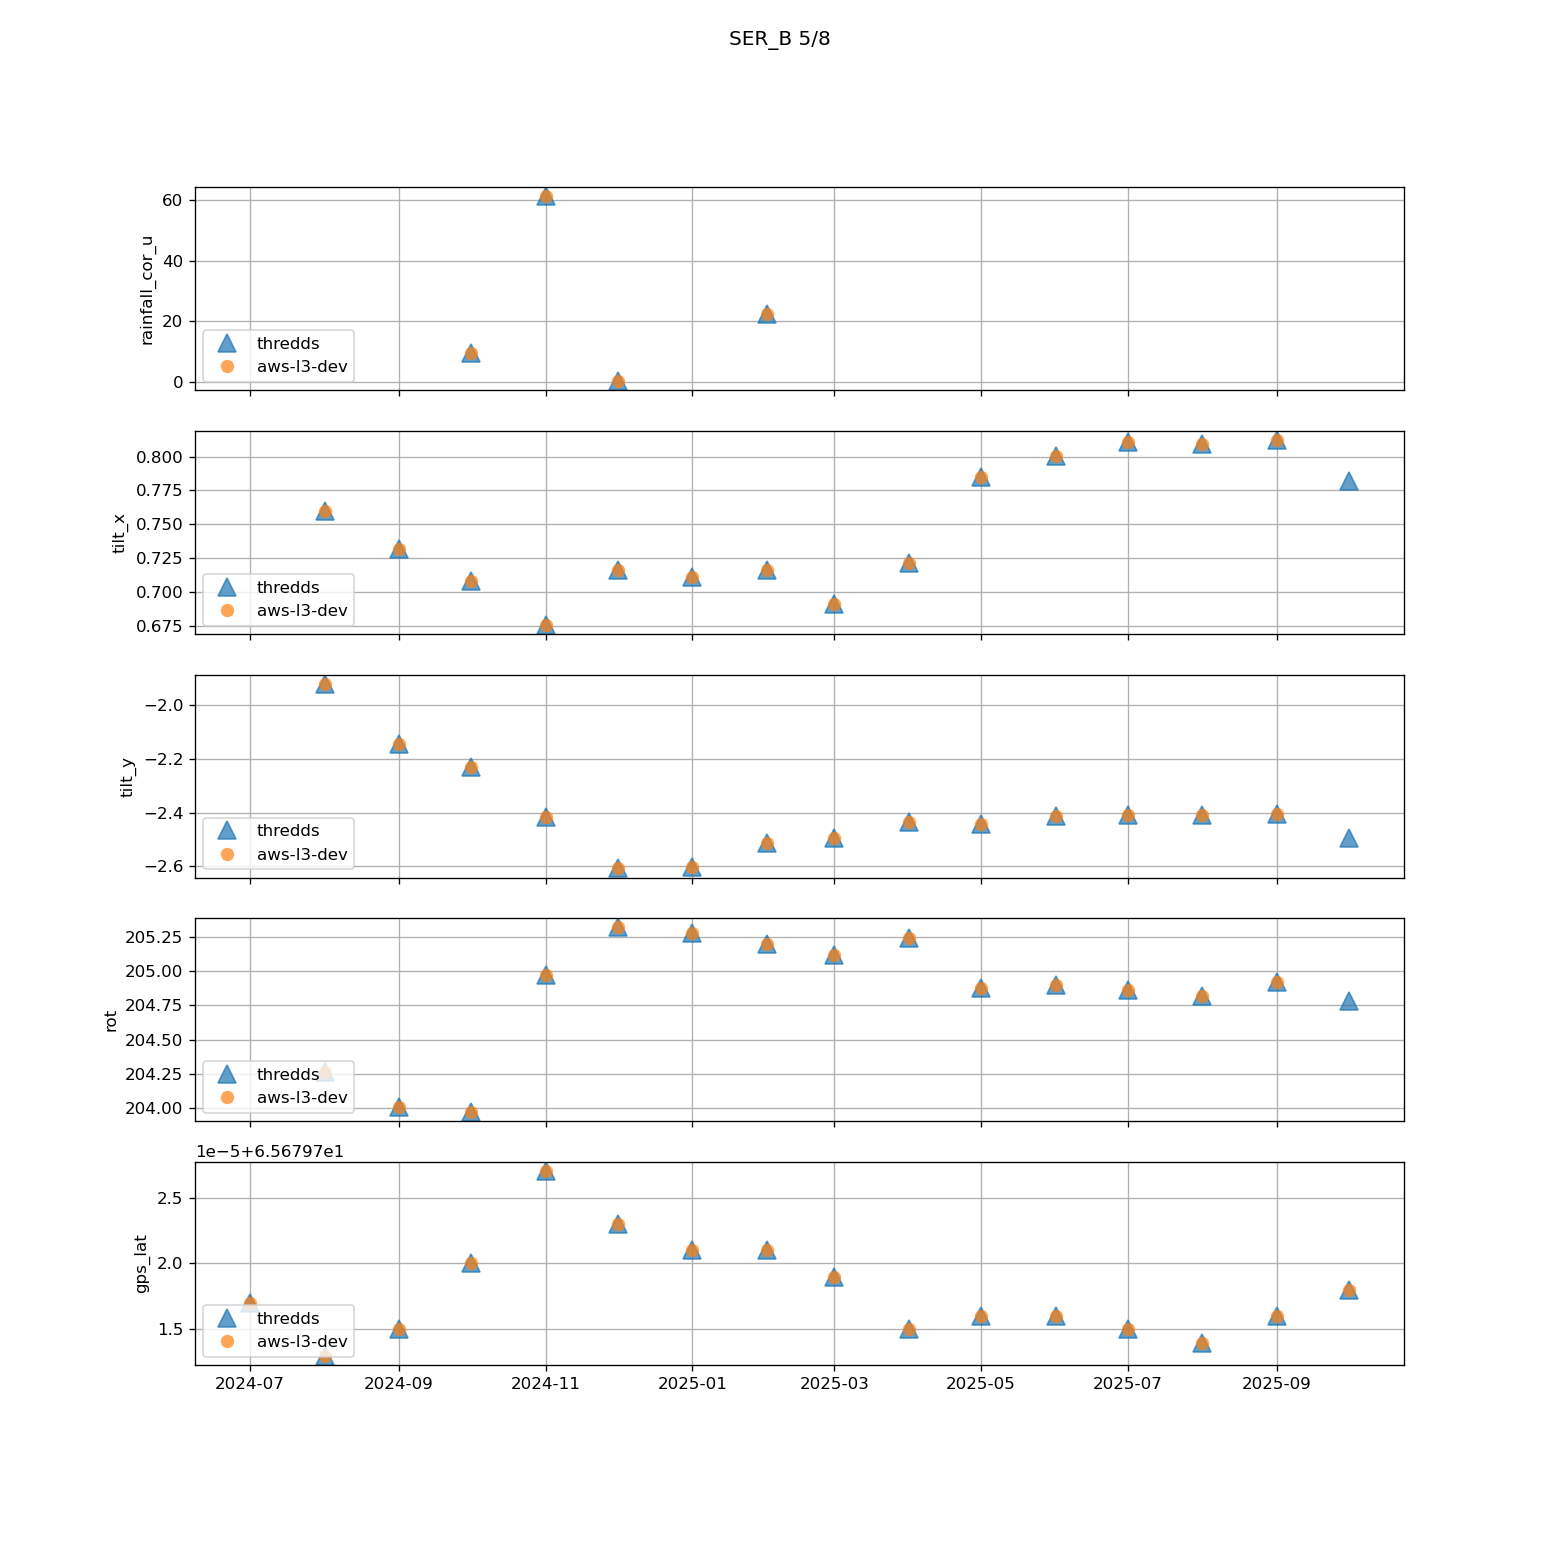 SER_B 5/8
60
40
20
0
rainfall_cor_u
thredds
aws-l3-dev
0.800
0.775
0.750
0.725
0.700
0.675
tilt_x
thredds
aws-l3-dev
−2.0
−2.2
−2.4
−2.6
tilt_y
thredds
aws-l3-dev
205.25
205.00
204.75
204.50
204.25
204.00
rot
thredds
aws-l3-dev
1e−5+6.56797e1
2.5
2.0
1.5
gps_lat
thredds
aws-l3-dev
2024-07 2024-09 2024-11 2025-01 2025-03 2025-05 2025-07 2025-09